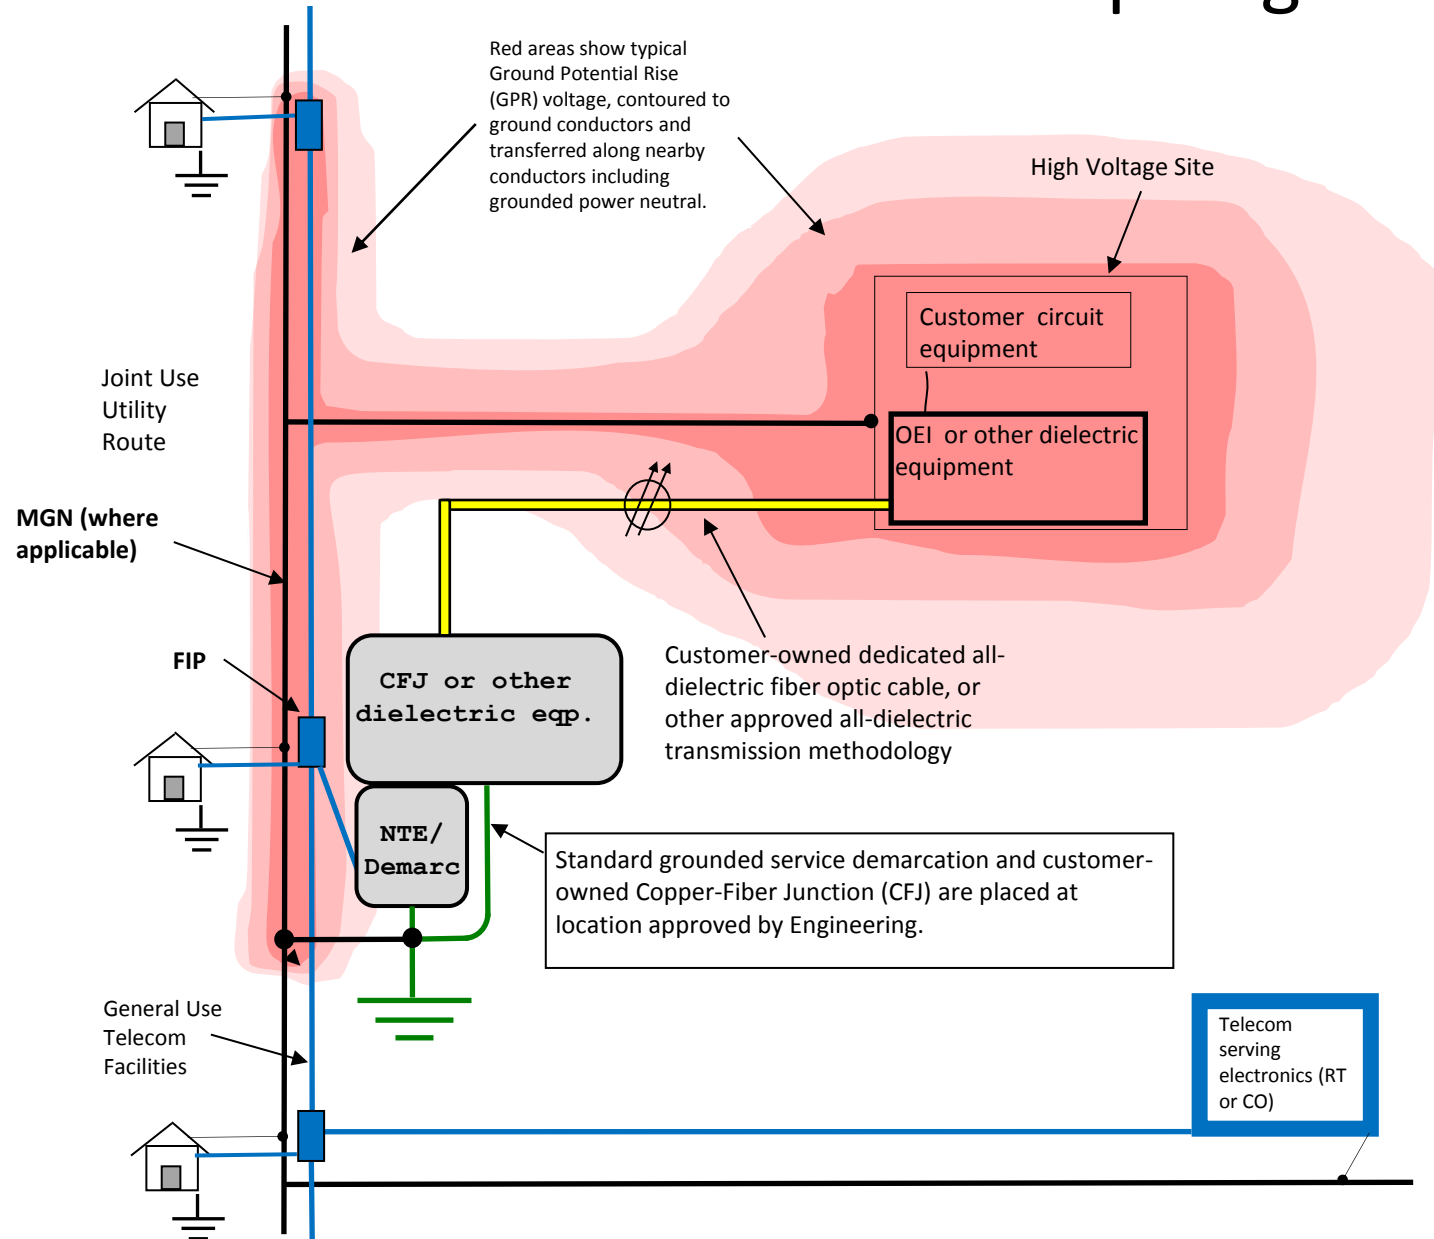 Red areas show typical
Ground Potential Rise
(GPR) voltage, contoured to
ground conductors and
transferred along nearby
conductors including
grounded power neutral.
High Voltage Site
Customer circuit
equipment
Joint Use
Utility
Route
OEI or other dielectric
equipment
MGN (where
applicable)
FIP
CFJ or other
dielectric eqp.
Customer-owned dedicated all-
dielectric fiber optic cable, or
other approved all-dielectric
transmission methodology
NTE/
Demarc
Standard grounded service demarcation and customer-
owned Copper-Fiber Junction (CFJ) are placed at
location approved by Engineering.
General Use
Telecom
Facilities
Telecom
serving
electronics (RT
or CO)